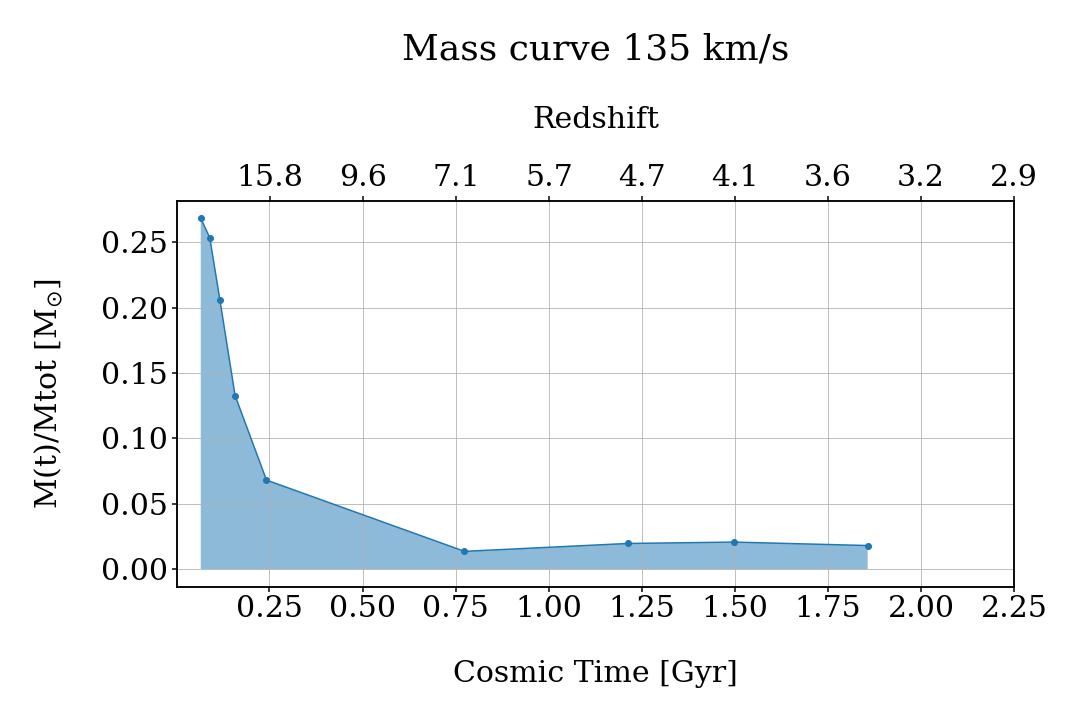 Mass curve 135 km/s
Redshift
15.8 9.6 7.1 5.7 4.7 4.1 3.6 3.2 2.9
M(t)/Mtot [M☉]
0.25
0.20
0.15
0.10
0.05
0.00
0.25 0.50 0.75 1.00 1.25 1.50 1.75 2.00 2.25
Cosmic Time [Gyr]